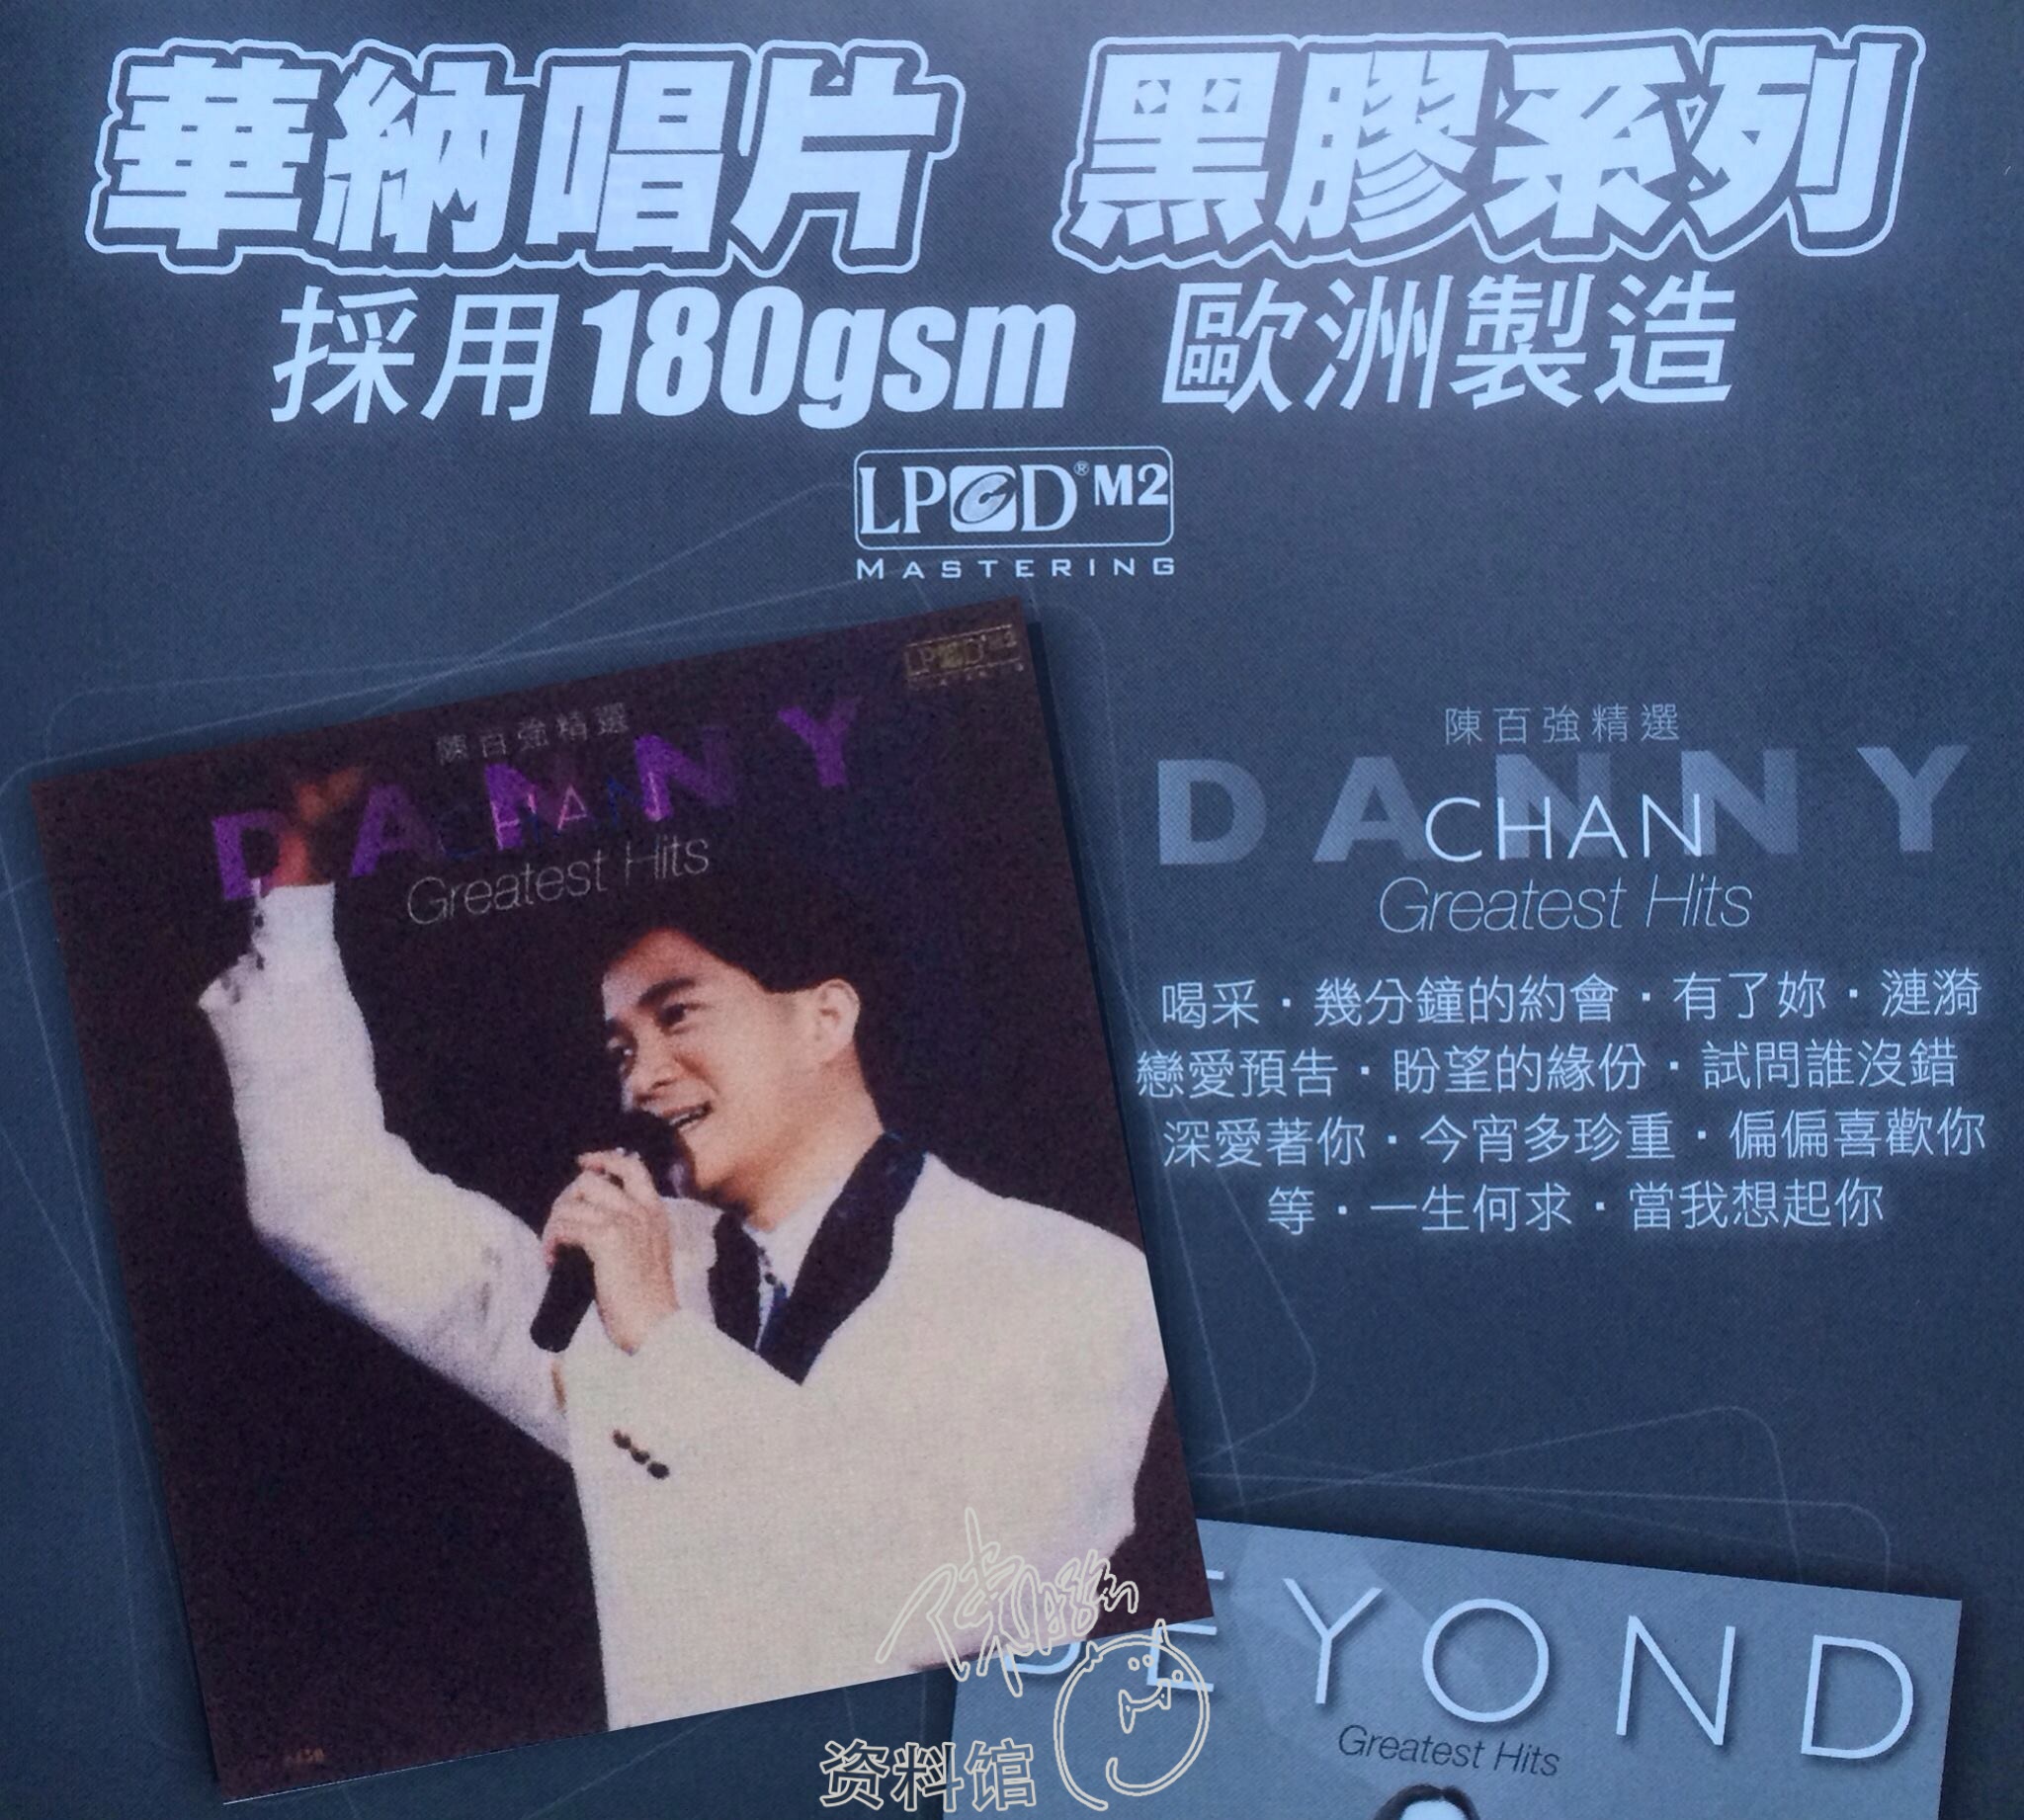 華納唱片 黑膠系列
採用180gsm 歐洲製造
LPCD® M2
MASTERING
LPCD M2
陳百強精選
DANNY
CHAN
Greatest Hits
陳百強精選
DANNY
CHAN
Greatest Hits
喝采·幾分鐘的約會·有了妳·漣漪
戀愛預告·盼望的緣份·試問誰沒錯
深愛著你·今宵多珍重·偏偏喜歡你
等·一生何求·當我想起你
BEYOND
Greatest Hits
资料馆